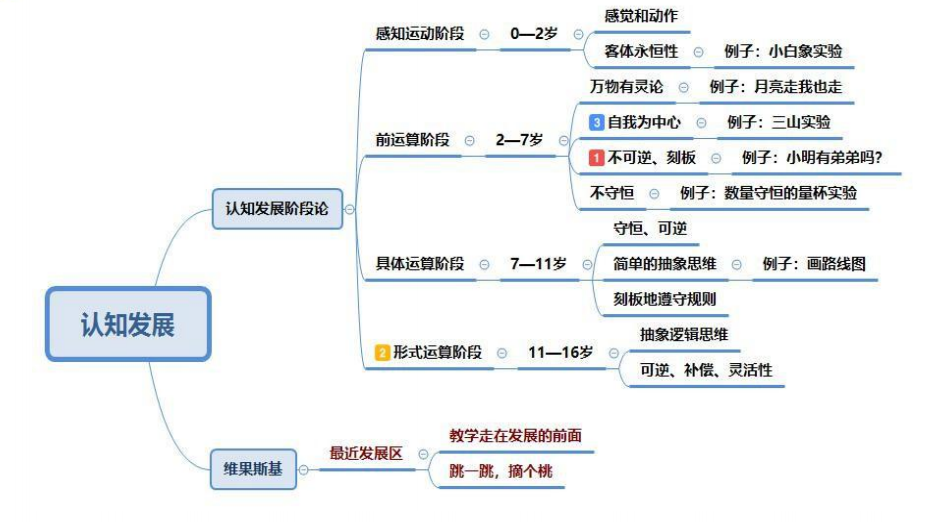 认知发展
认知发展阶段论
感知运动阶段
0—2岁
感觉和动作
客体永恒性
例子：小白象实验
前运算阶段
2—7岁
万物有灵论
例子：月亮走我也走
3 自我为中心
例子：三山实验
1 不可逆、刻板
例子：小明有弟弟吗?
不守恒
例子：数量守恒的量杯实验
具体运算阶段
7—11岁
守恒、可逆
简单的抽象思维
例子：画路线图
刻板地遵守规则
2 形式运算阶段
11—16岁
抽象逻辑思维
可逆、补偿、灵活性
维果斯基
最近发展区
教学走在发展的前面
跳一跳，摘个桃